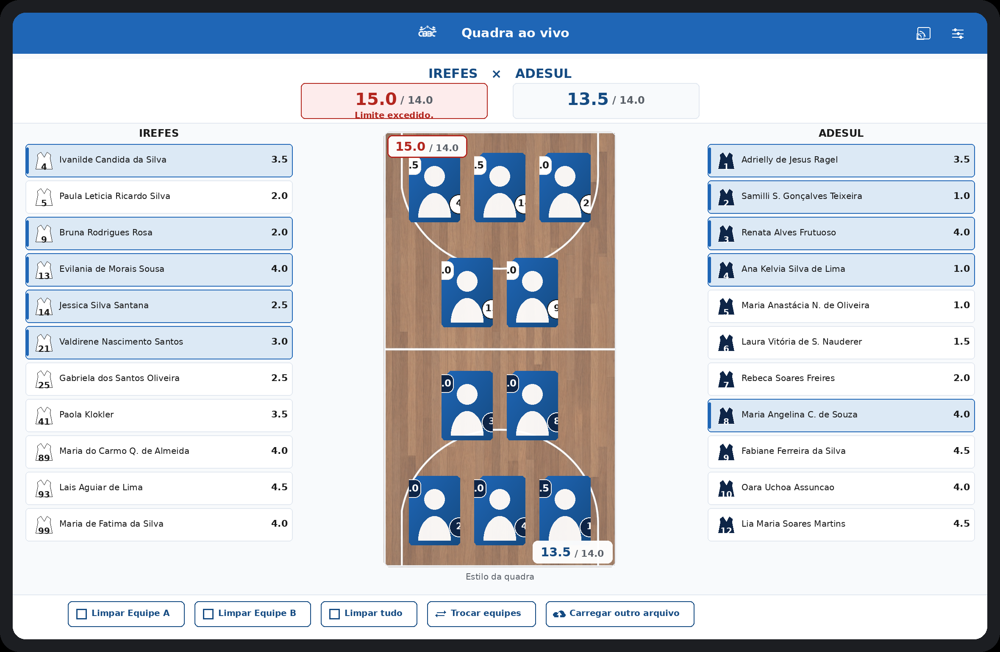 CBBC
Quadra ao vivo
IREFES × ADESUL
15.0 / 14.0
Limite excedido.
13.5 / 14.0
IREFES
4 Ivanilde Candida da Silva 3.5
5 Paula Leticia Ricardo Silva 2.0
9 Bruna Rodrigues Rosa 2.0
13 Evilania de Morais Sousa 4.0
14 Jessica Silva Santana 2.5
21 Valdirene Nascimento Santos 3.0
25 Gabriela dos Santos Oliveira 2.5
41 Paola Klokler 3.5
89 Maria do Carmo Q. de Almeida 4.0
93 Lais Aguiar de Lima 4.5
99 Maria de Fatima da Silva 4.0
15.0 / 14.0
.5 .5 .0
4 1 2
.0 .0
1 9
.0 .0
3 8
.0 .0 .5
2 4 1
13.5 / 14.0
Estilo da quadra
ADESUL
1 Adrielly de Jesus Ragel 3.5
2 Samilli S. Gonçalves Teixeira 1.0
3 Renata Alves Frutuoso 4.0
4 Ana Kelvia Silva de Lima 1.0
5 Maria Anastácia N. de Oliveira 1.0
6 Laura Vitória de S. Nauderer 1.5
7 Rebeca Soares Freires 2.0
8 Maria Angelina C. de Souza 4.0
9 Fabiane Ferreira da Silva 4.5
10 Oara Uchoa Assuncao 4.0
12 Lia Maria Soares Martins 4.5
Limpar Equipe A
Limpar Equipe B
Limpar tudo
Trocar equipes
Carregar outro arquivo